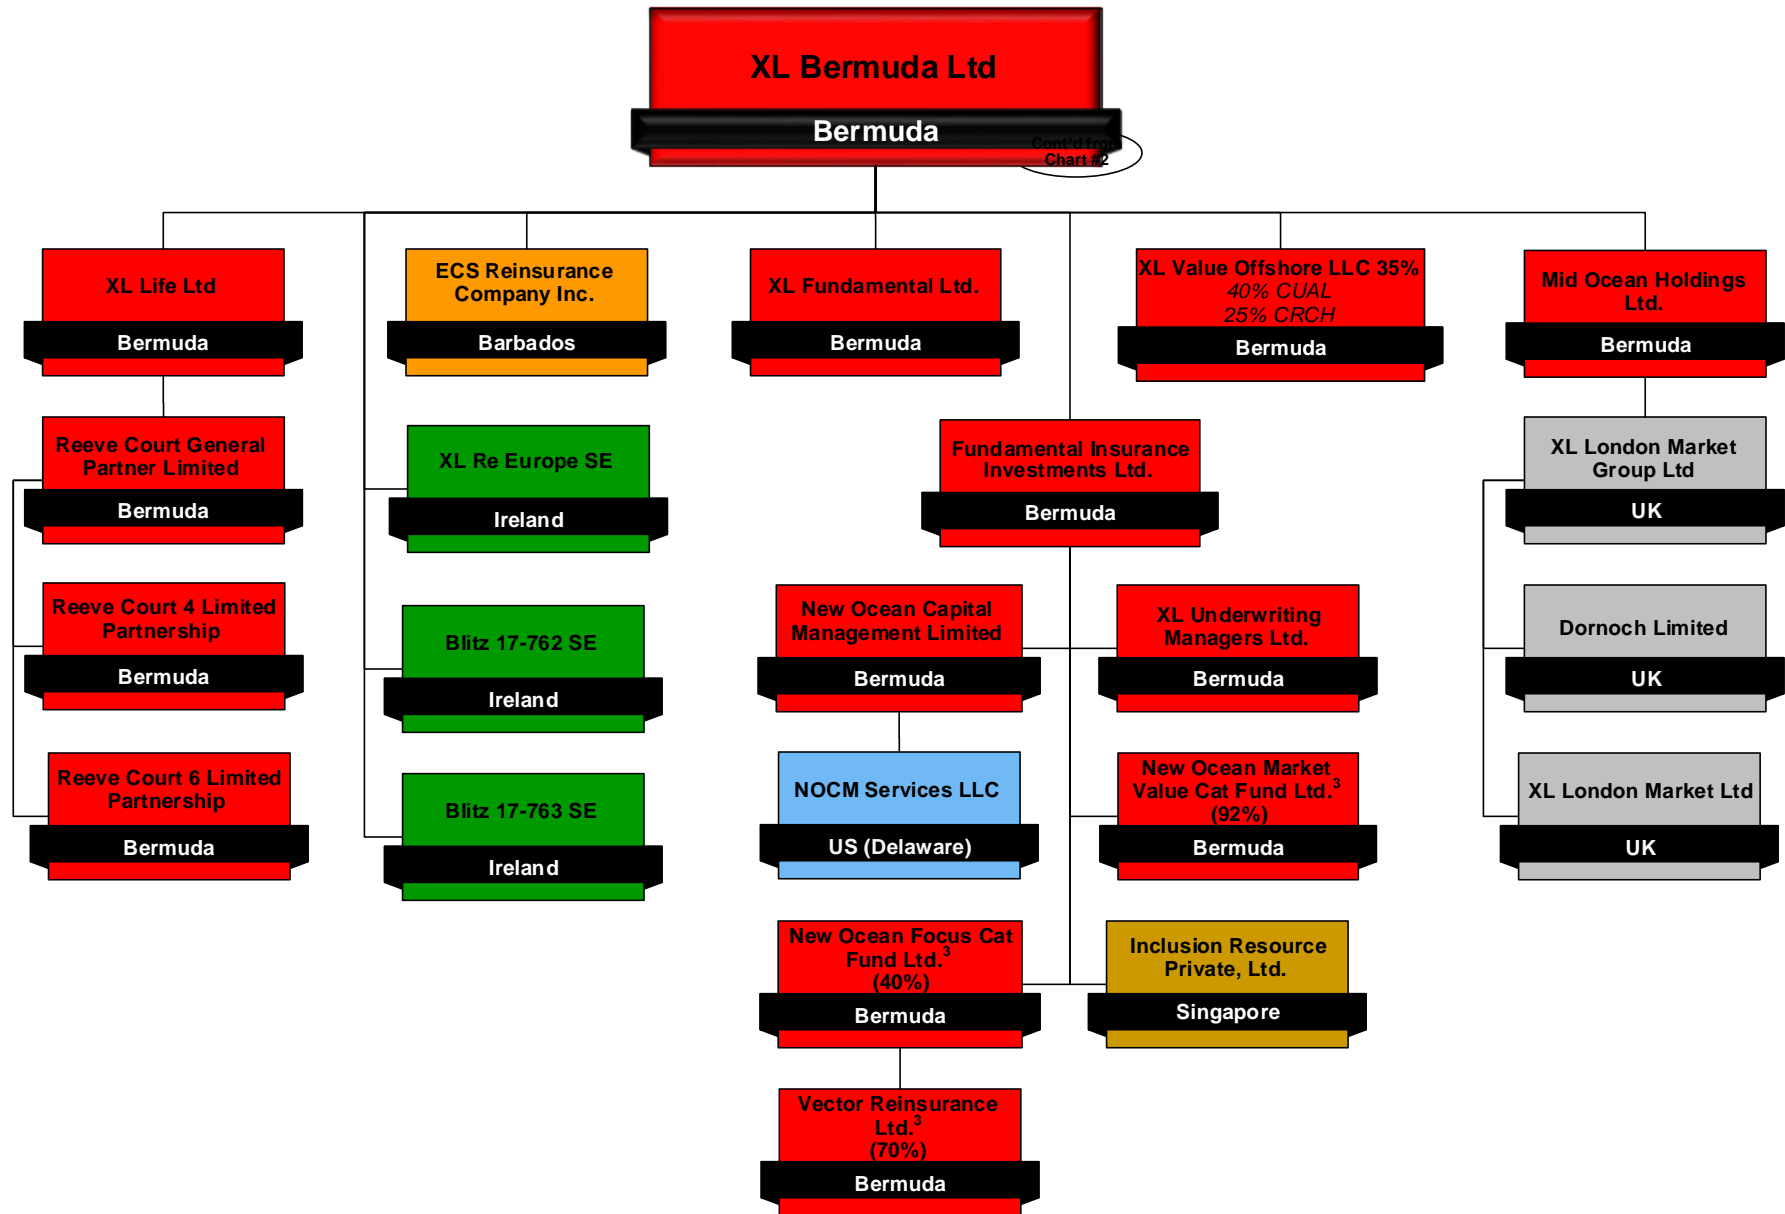 XL Bermuda Ltd
Bermuda
Cont'd from
Chart #2
XL Life Ltd
Bermuda
ECS Reinsurance
Company Inc.
Barbados
XL Fundamental Ltd.
Bermuda
XL Value Offshore LLC 35%
40% CUAL
25% CRCH
Bermuda
Mid Ocean Holdings
Ltd.
Bermuda
Reeve Court General
Partner Limited
Bermuda
XL Re Europe SE
Ireland
Fundamental Insurance
Investments Ltd.
Bermuda
XL London Market
Group Ltd
UK
Reeve Court 4 Limited
Partnership
Bermuda
Blitz 17-762 SE
Ireland
New Ocean Capital
Management Limited
Bermuda
XL Underwriting
Managers Ltd.
Bermuda
Dornoch Limited
UK
Reeve Court 6 Limited
Partnership
Bermuda
Blitz 17-763 SE
Ireland
NOCM Services LLC
US (Delaware)
New Ocean Market
Value Cat Fund Ltd.³
(92%)
Bermuda
XL London Market Ltd
UK
New Ocean Focus Cat
Fund Ltd.³
(40%)
Bermuda
Inclusion Resource
Private, Ltd.
Singapore
Vector Reinsurance
Ltd.³
(70%)
Bermuda